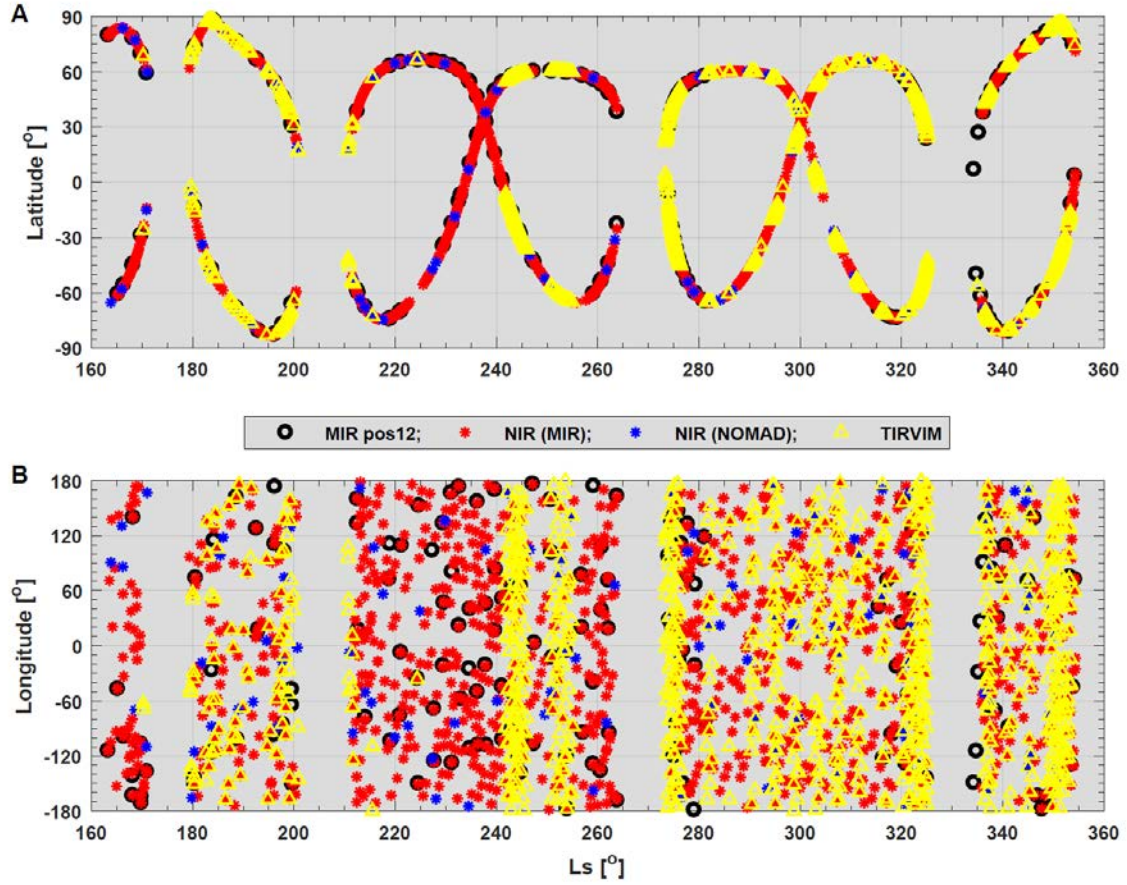 A
Latitude [°]
90
60
30
0
-30
-60
-90
160 180 200 220 240 260 280 300 320 340 360
MIR pos12; NIR (MIR); NIR (NOMAD); TIRVIM
B
Longitude [°]
180
120
60
0
-60
-120
-180
160 180 200 220 240 260 280 300 320 340 360
Ls [°]